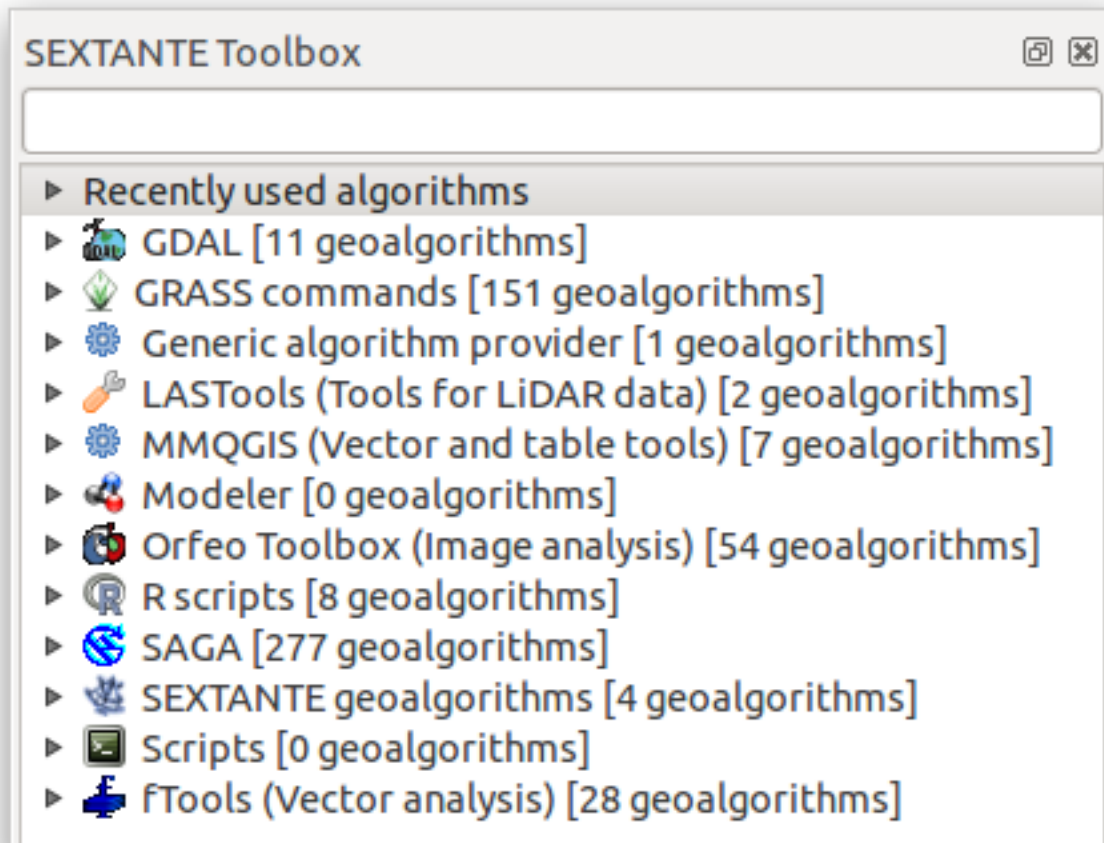 SEXTANTE Toolbox
Recently used algorithms
GDAL [11 geoalgorithms]
GRASS commands [151 geoalgorithms]
Generic algorithm provider [1 geoalgorithms]
LASTools (Tools for LiDAR data) [2 geoalgorithms]
MMQGIS (Vector and table tools) [7 geoalgorithms]
Modeler [0 geoalgorithms]
Orfeo Toolbox (Image analysis) [54 geoalgorithms]
R scripts [8 geoalgorithms]
SAGA [277 geoalgorithms]
SEXTANTE geoalgorithms [4 geoalgorithms]
Scripts [0 geoalgorithms]
fTools (Vector analysis) [28 geoalgorithms]